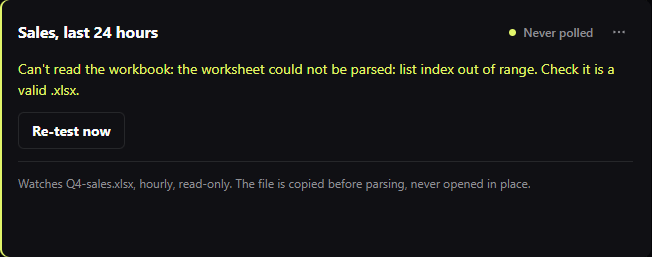 Sales, last 24 hours
Never polled
Can't read the workbook: the worksheet could not be parsed: list index out of range. Check it is a
valid .xlsx.
Re-test now
Watches Q4-sales.xlsx, hourly, read-only. The file is copied before parsing, never opened in place.